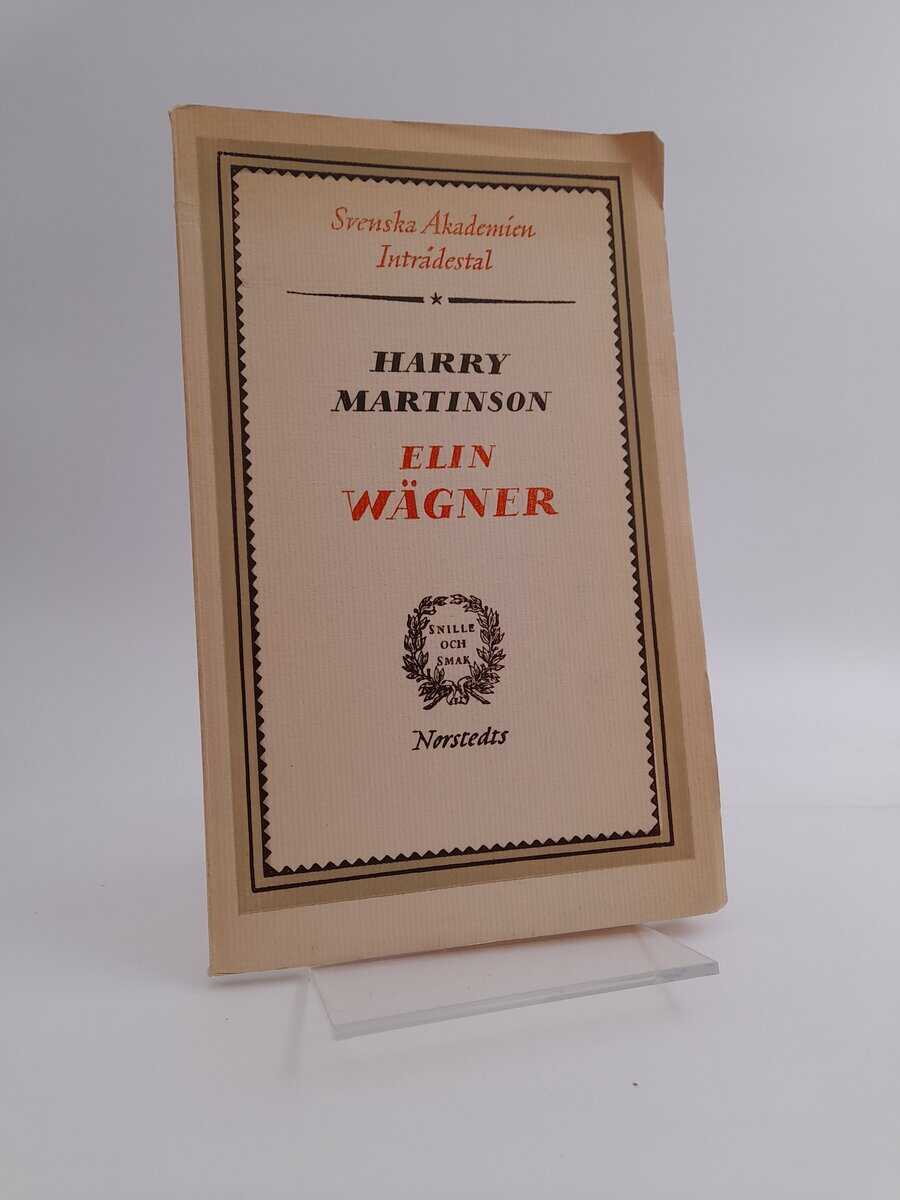 Svenska Akademien
Inträdestal
HARRY
MARTINSON
ELIN
WÄGNER
SNILLE
OCH
SMAK
Norstedts